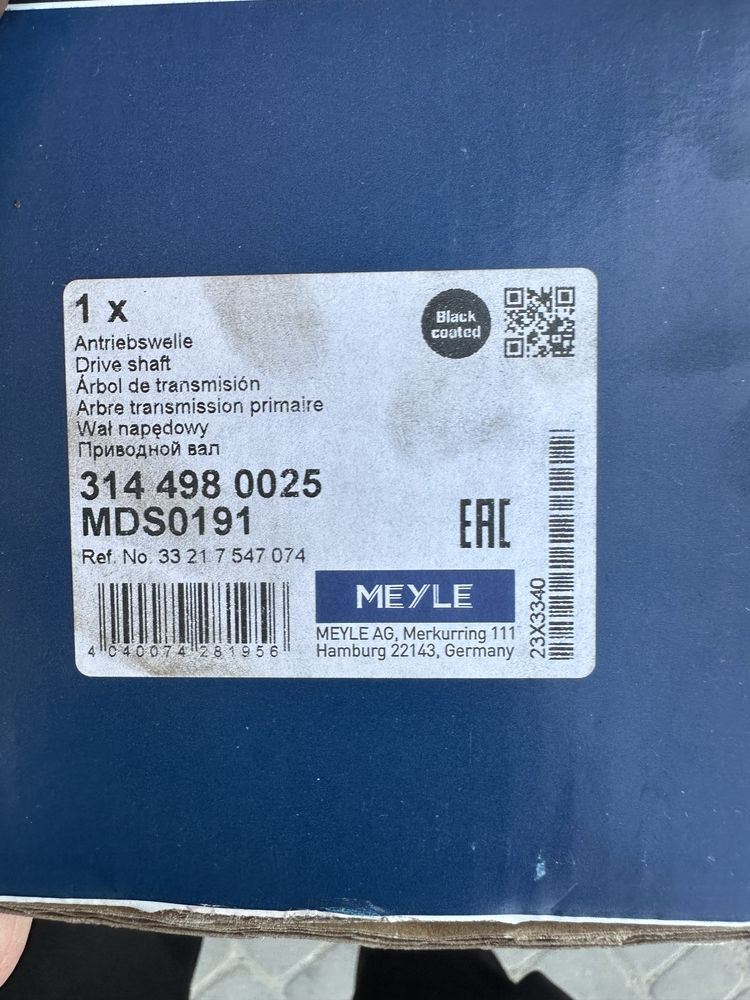 1 x
Black
coated
Antriebswelle
Drive shaft
Árbol de transmisión
Arbre transmission primaire
Wał napędowy
Приводной вал
314 498 0025
MDS0191
Ref. No. 33 21 7 547 074
EAC
4 040074 281956
MEYLE
MEYLE AG, Merkurring 111
Hamburg 22143, Germany
23X3340